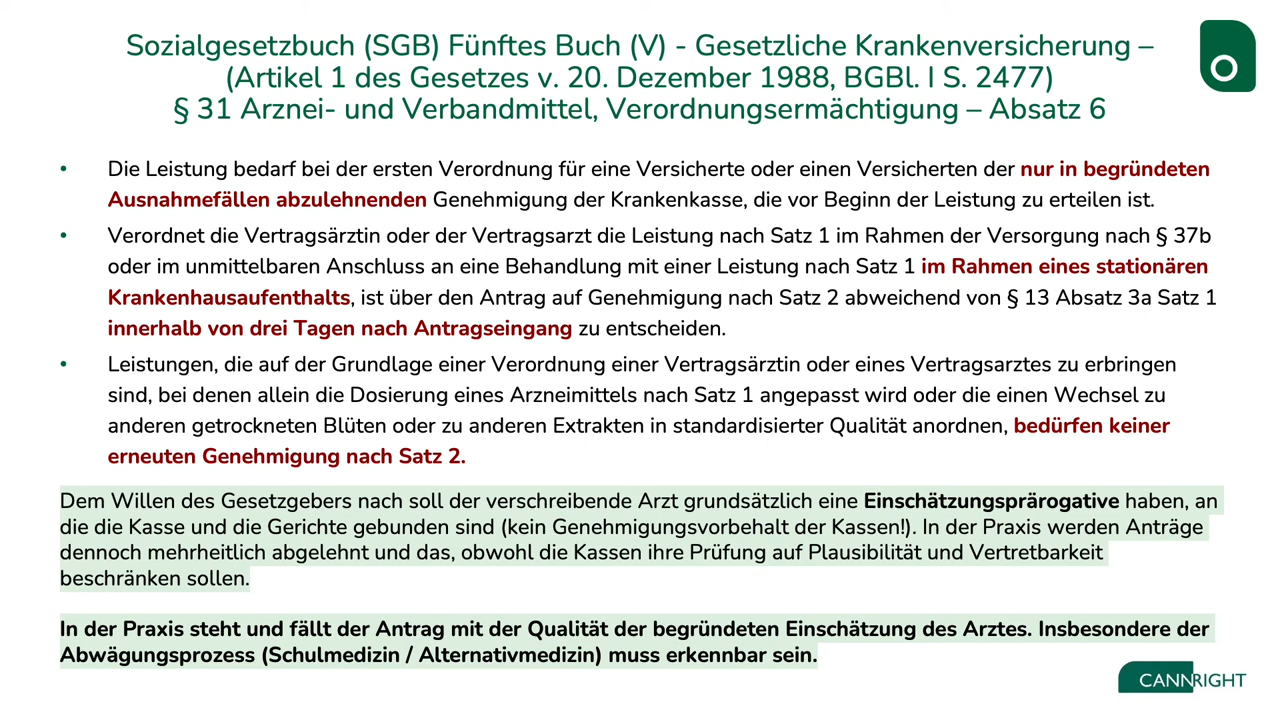 Sozialgesetzbuch (SGB) Fünftes Buch (V) - Gesetzliche Krankenversicherung –
(Artikel 1 des Gesetzes v. 20. Dezember 1988, BGBl. I S. 2477)
§ 31 Arznei- und Verbandmittel, Verordnungsermächtigung – Absatz 6
• Die Leistung bedarf bei der ersten Verordnung für eine Versicherte oder einen Versicherten der nur in begründeten
Ausnahmefällen abzulehnenden Genehmigung der Krankenkasse, die vor Beginn der Leistung zu erteilen ist.
• Verordnet die Vertragsärztin oder der Vertragsarzt die Leistung nach Satz 1 im Rahmen der Versorgung nach § 37b
oder im unmittelbaren Anschluss an eine Behandlung mit einer Leistung nach Satz 1 im Rahmen eines stationären
Krankenhausaufenthalts, ist über den Antrag auf Genehmigung nach Satz 2 abweichend von § 13 Absatz 3a Satz 1
innerhalb von drei Tagen nach Antragseingang zu entscheiden.
• Leistungen, die auf der Grundlage einer Verordnung einer Vertragsärztin oder eines Vertragsarztes zu erbringen
sind, bei denen allein die Dosierung eines Arzneimittels nach Satz 1 angepasst wird oder die einen Wechsel zu
anderen getrockneten Blüten oder zu anderen Extrakten in standardisierter Qualität anordnen, bedürfen keiner
erneuten Genehmigung nach Satz 2.
Dem Willen des Gesetzgebers nach soll der verschreibende Arzt grundsätzlich eine Einschätzungsprärogative haben, an
die die Kasse und die Gerichte gebunden sind (kein Genehmigungsvorbehalt der Kassen!). In der Praxis werden Anträge
dennoch mehrheitlich abgelehnt und das, obwohl die Kassen ihre Prüfung auf Plausibilität und Vertretbarkeit
beschränken sollen.
In der Praxis steht und fällt der Antrag mit der Qualität der begründeten Einschätzung des Arztes. Insbesondere der
Abwägungsprozess (Schulmedizin / Alternativmedizin) muss erkennbar sein.
CANNRIGHT